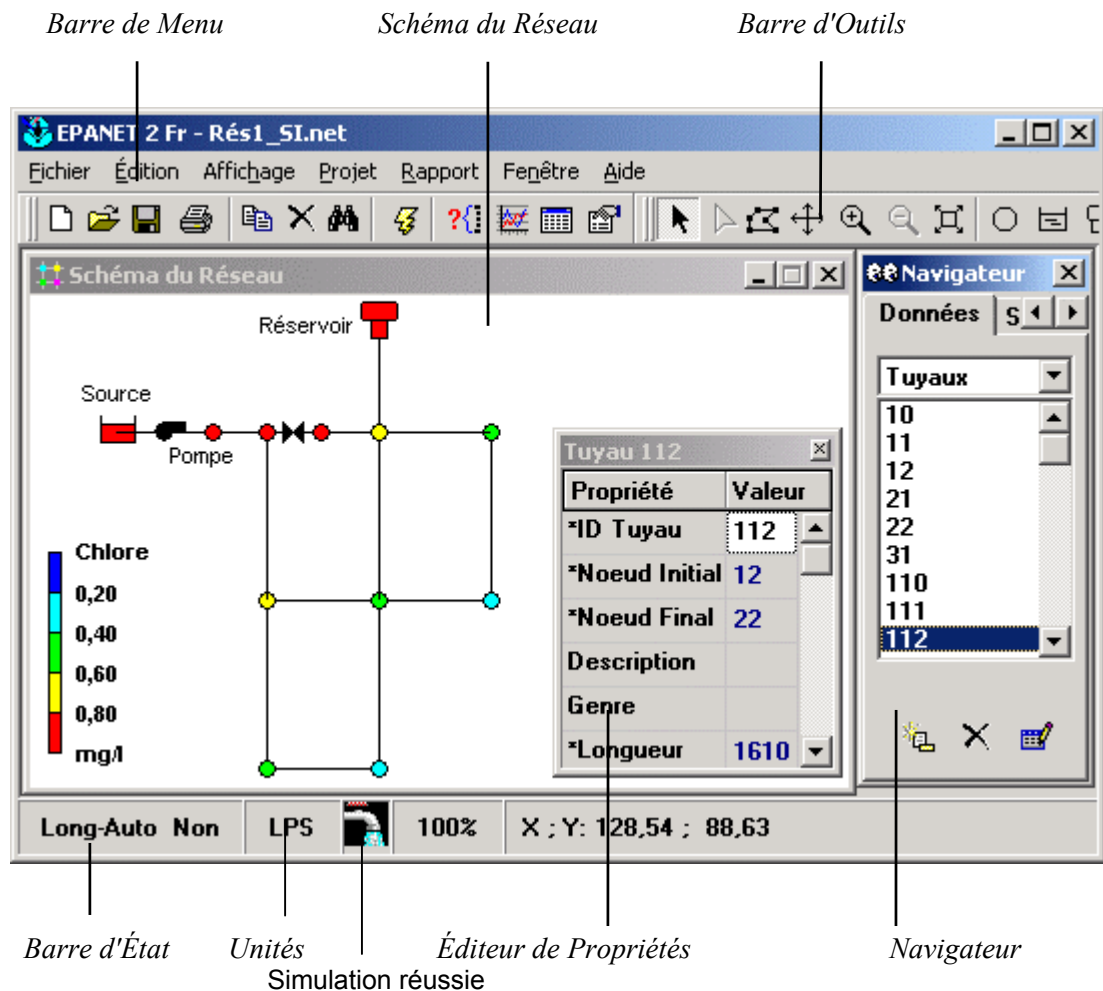 Barre de Menu Schéma du Réseau Barre d'Outils
EPANET 2 Fr - Rés1_SI.net
Fichier Édition Affichage Projet Rapport Fenêtre Aide
?{}
Schéma du Réseau
Navigateur
Données S
Réservoir
Source
Pompe
Tuyaux
10
11
12
21
22
31
110
111
112
Tuyau 112
Propriété Valeur
*ID Tuyau 112
*Noeud Initial 12
*Noeud Final 22
Description
Genre
*Longueur 1610
Chlore
0,20
0,40
0,60
0,80
mg/l
Long-Auto Non LPS 100% X ; Y: 128,54 ; 88,63
Barre d'État Unités Éditeur de Propriétés Navigateur
Simulation réussie